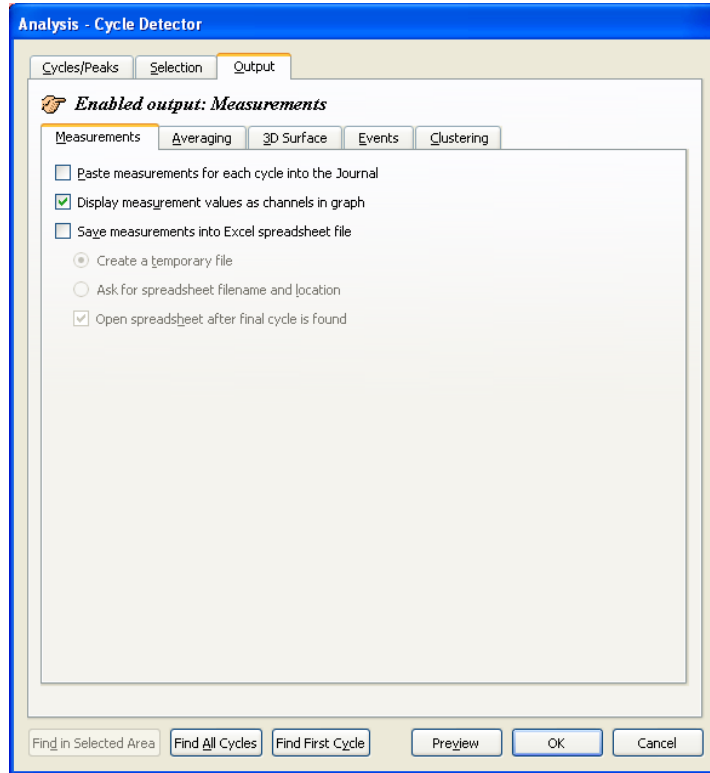 Analysis - Cycle Detector
Cycles/Peaks Selection Output
Enabled output: Measurements
Measurements Averaging 3D Surface Events Clustering
Paste measurements for each cycle into the Journal
Display measurement values as channels in graph
Save measurements into Excel spreadsheet file
Create a temporary file
Ask for spreadsheet filename and location
Open spreadsheet after final cycle is found
Find in Selected Area Find All Cycles Find First Cycle Preview OK Cancel